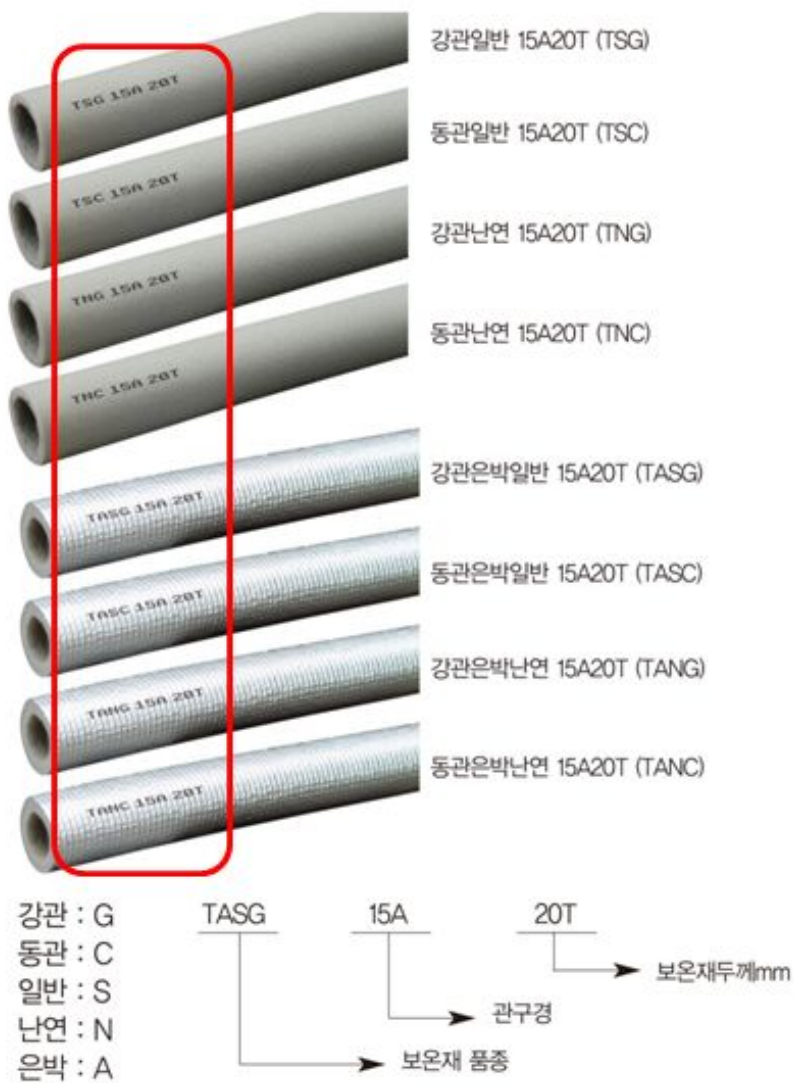 TSG 15A 20T
강관일반 15A20T (TSG)
TSC 15A 20T
동관일반 15A20T (TSC)
TNG 15A 20T
강관난연 15A20T (TNG)
TNC 15A 20T
동관난연 15A20T (TNC)
TASG 15A 20T
강관은박일반 15A20T (TASG)
TASC 15A 20T
동관은박일반 15A20T (TASC)
TANG 15A 20T
강관은박난연 15A20T (TANG)
TANC 15A 20T
동관은박난연 15A20T (TANC)
강관 : G
동관 : C
일반 : S
난연 : N
은박 : A
TASG 15A 20T
보온재두께mm
관구경
보온재 품종